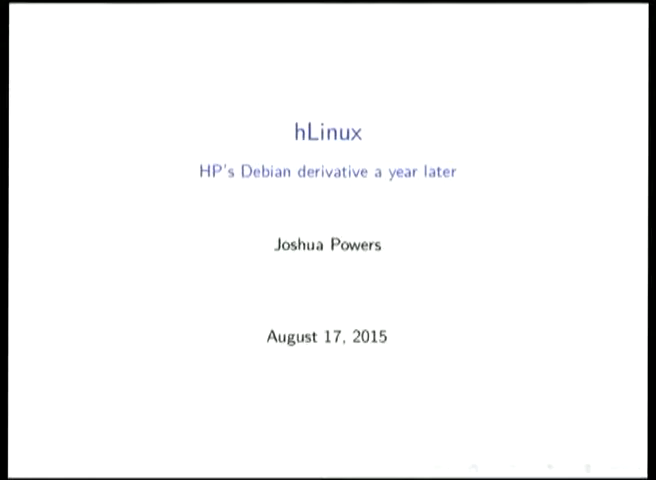 hLinux
HP's Debian derivative a year later
Joshua Powers
August 17, 2015